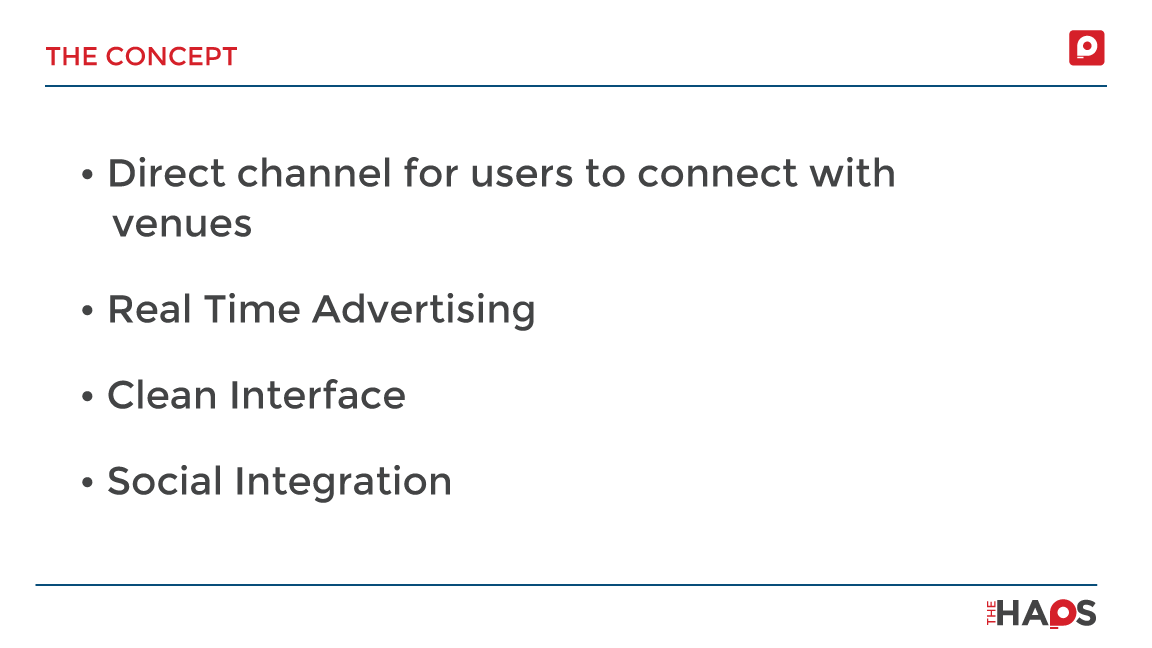 THE CONCEPT
• Direct channel for users to connect with
venues
• Real Time Advertising
• Clean Interface
• Social Integration
THE HAPS